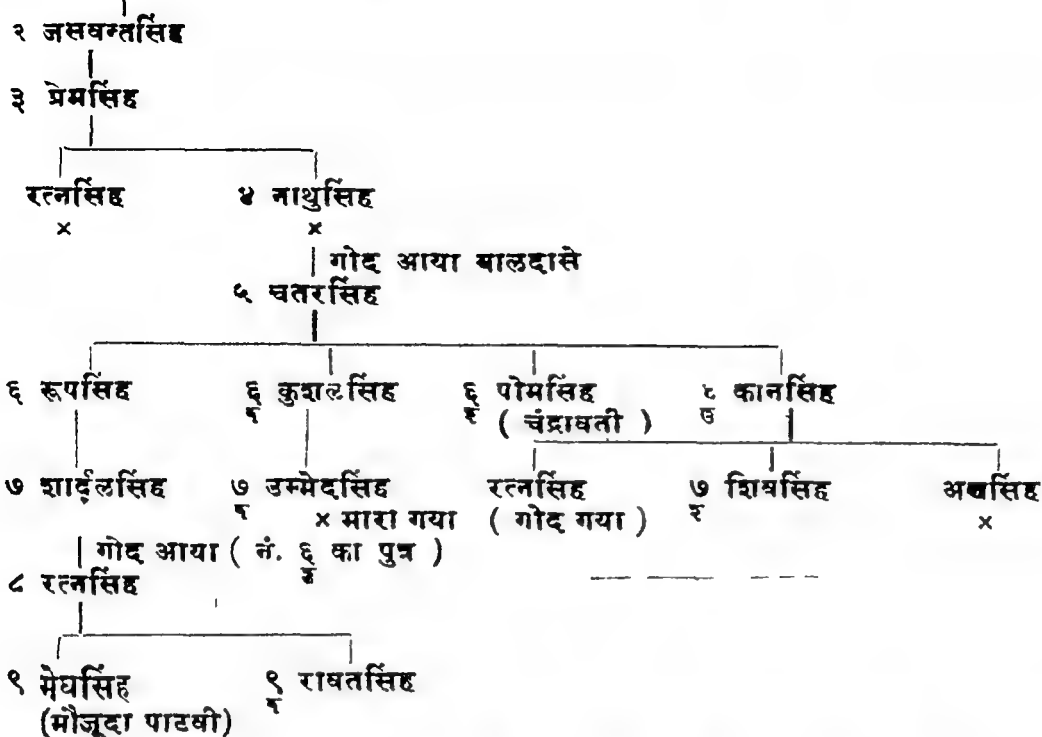 २ जसवन्तसिंह
३ प्रेमसिंह
रत्नसिंह ४ नाथुसिंह
× ×
गोद आया बालदासे
५ चतरसिंह
६ रूपसिंह ६ कुशलसिंह ६ पोमसिंह कानसिंह
( चंद्रावती )
७ शार्दूलसिंह ७ उम्मेदसिंह रत्नसिंह ७ शिवसिंह अखसिंह
× मारा गया ( गोद गया ) ×
गोद आया ( नं. ६ का पुत्र )
८ रत्नसिंह
९ मेघसिंह ९ रावतसिंह
(मौजूदा पाटवी)